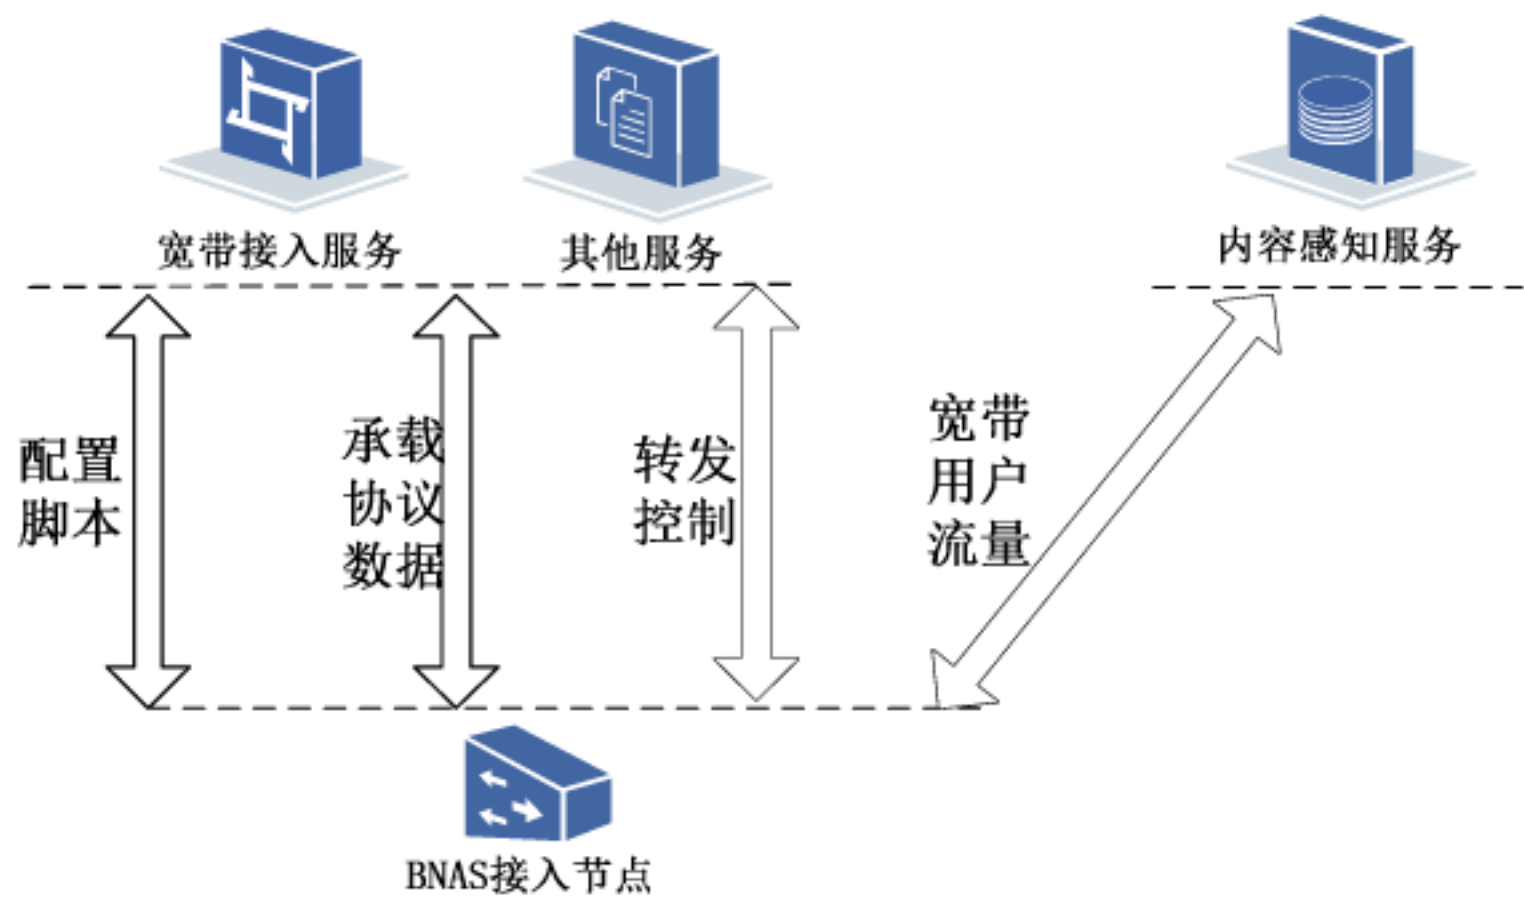 宽带接入服务
其他服务
内容感知服务
配置
脚本
承载
协议
数据
转发
控制
宽带
用户
流量
BNAS接入节点